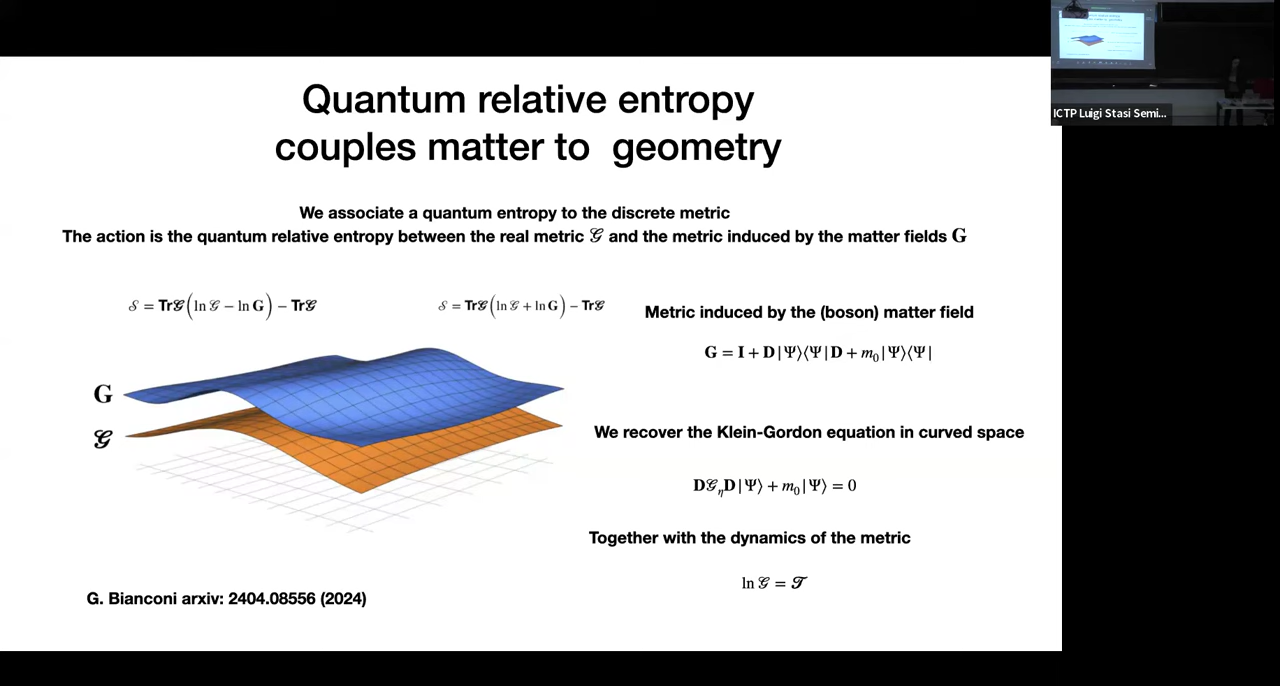 Quantum relative entropy
couples matter to geometry
We associate a quantum entropy to the discrete metric
The action is the quantum relative entropy between the real metric 𝒢 and the metric induced by the matter fields G
𝒮 = Tr𝒢(ln 𝒢 − ln G) − Tr𝒢
𝒮 = Tr𝒢(ln 𝒢 + ln G) − Tr𝒢
Metric induced by the (boson) matter field
G = I + D|Ψ⟩⟨Ψ|D + m₀|Ψ⟩⟨Ψ|
G
𝒢
We recover the Klein-Gordon equation in curved space
D𝒢_ηD|Ψ⟩ + m₀|Ψ⟩ = 0
Together with the dynamics of the metric
ln 𝒢 = 𝒯
G. Bianconi arxiv: 2404.08556 (2024)
ICTP Luigi Stasi Semi...